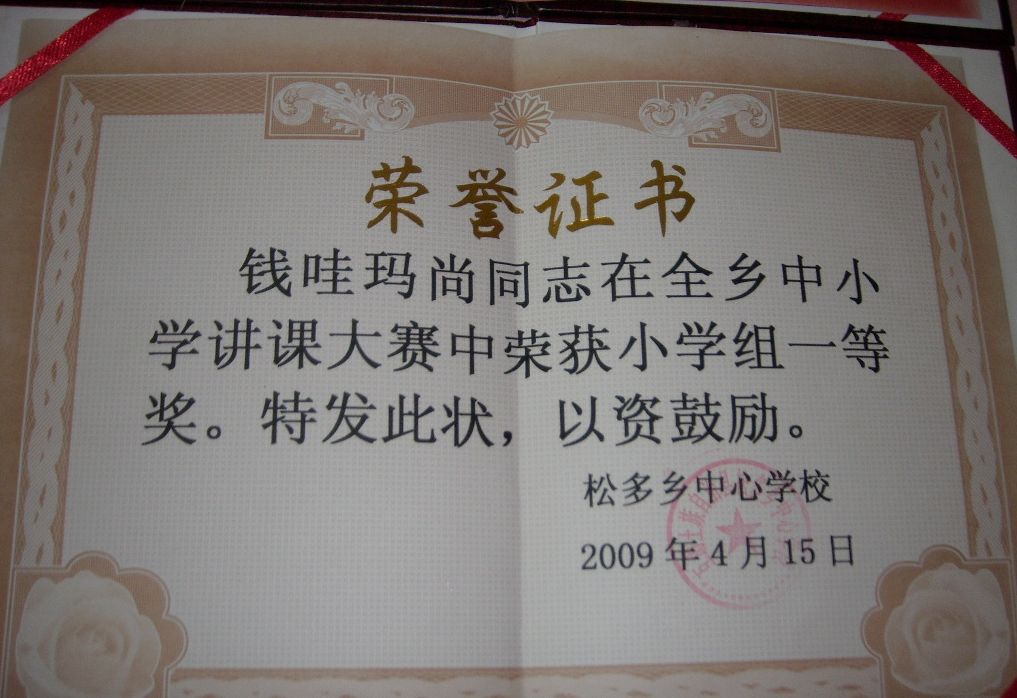 荣誉证书
钱哇玛尚同志在全乡中小
学讲课大赛中荣获小学组一等
奖。特发此状，以资鼓励。
松多乡中心学校
2009年4月15日